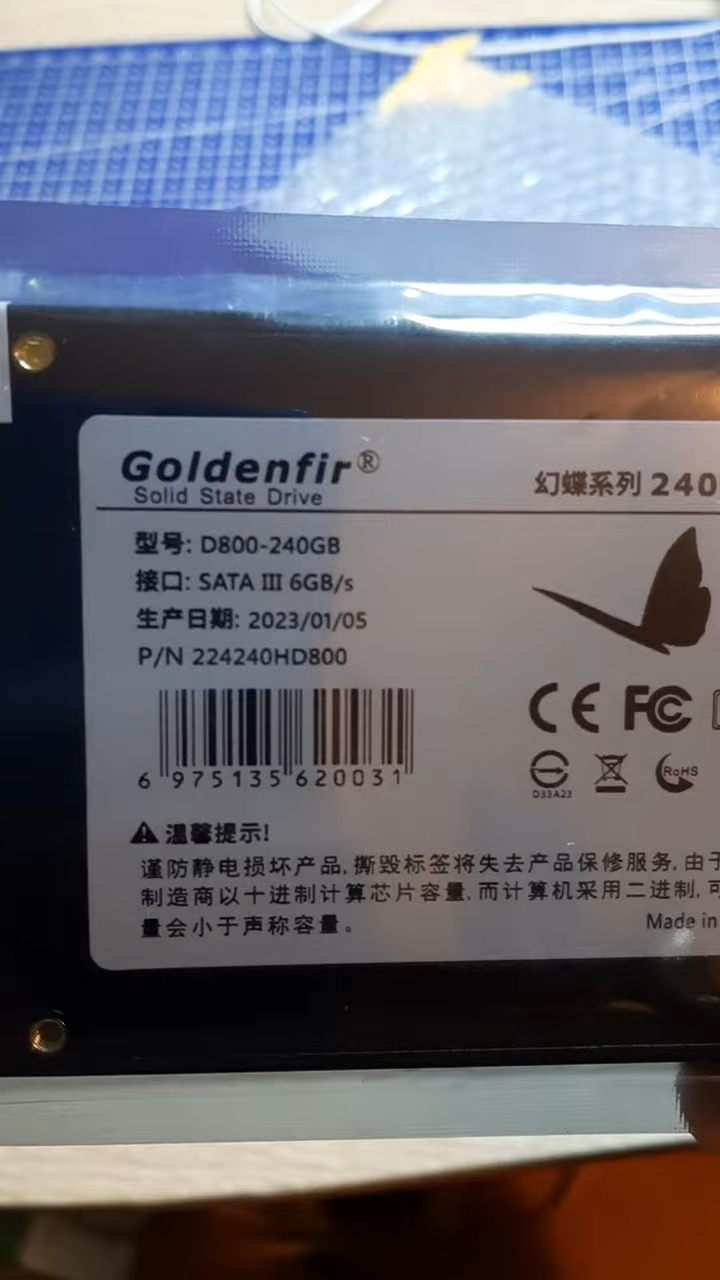 Goldenfir®
Solid State Drive
幻蝶系列 240
型号: D800-240GB
接口: SATA III 6GB/s
生产日期: 2023/01/05
P/N 224240HD800
6 975135 620031
CE FC
D33A23
RoHS
温馨提示!
谨防静电损坏产品,撕毁标签将失去产品保修服务,由于
制造商以十进制计算芯片容量,而计算机采用二进制,可
量会小于声称容量。
Made in